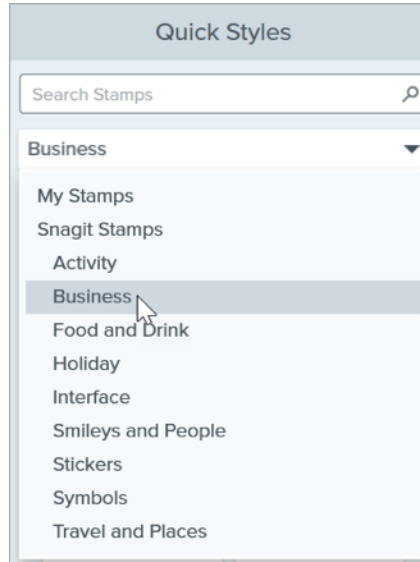 Quick Styles
Search Stamps
Business
My Stamps
Snagit Stamps
Activity
Business
Food and Drink
Holiday
Interface
Smileys and People
Stickers
Symbols
Travel and Places